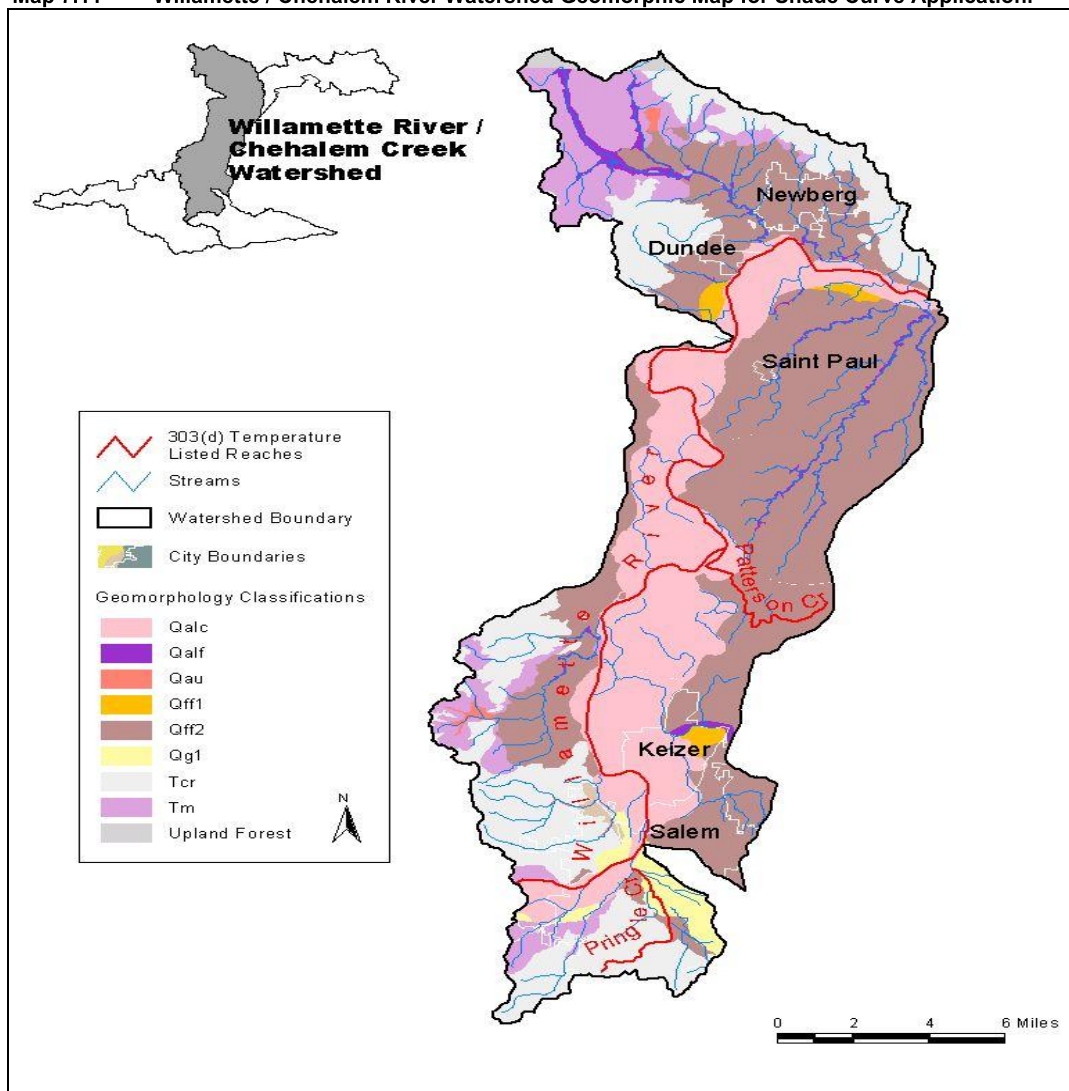 Willamette / Chehalem River Watershed Geomorphic Map for Shade Curve Application.
Willamette River /
Chehalem Creek
Watershed
Newberg
Dundee
Saint Paul
303(d) Temperature
Listed Reaches
Streams
Watershed Boundary
City Boundaries
Geomorphology Classifications
Qalc
Qalf
Qau
Qff1
Qff2
Qg1
Tcr
Tm
Upland Forest
N
Willamette River
Patterson Cr
Keizer
Salem
Pringle Cr
0 2 4 6 Miles